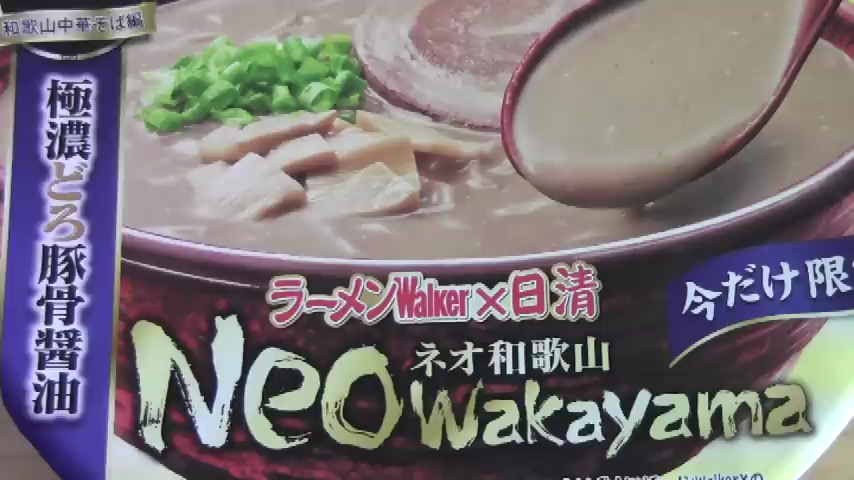 和歌山中華そば編
極濃どろ豚骨醤油
ラーメンWalker×日清
今だけ限
ネオ和歌山
Neo Wakayama